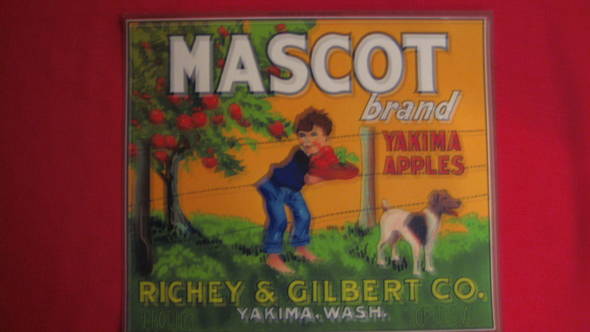 MASCOT
brand
YAKIMA
APPLES
RICHEY & GILBERT CO.
YAKIMA, WASH.